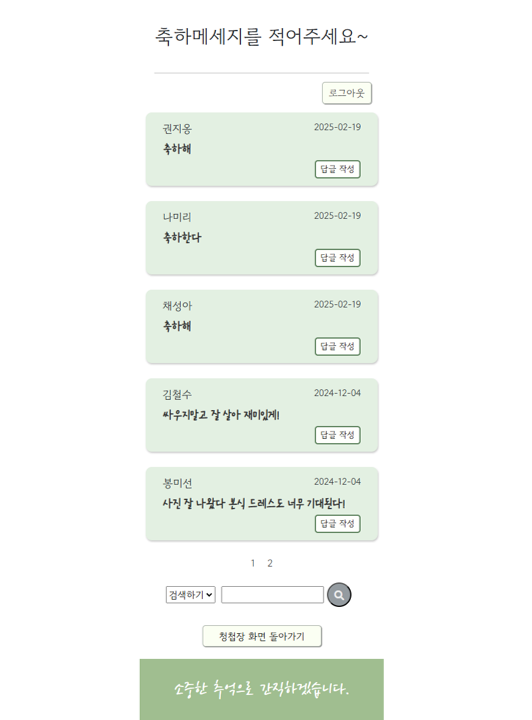 축하메세지를 적어주세요~
로그아웃
권지웅 2025-02-19
축하해
답글 작성
나미리 2025-02-19
축하한다
답글 작성
채성아 2025-02-19
축하해
답글 작성
김철수 2024-12-04
싸우지말고 잘 살아 재미있게!
답글 작성
봉미선 2024-12-04
사진 잘 나왔다 본식 드레스도 너무 기대된다!
답글 작성
1 2
검색하기
청첩장 화면 돌아가기
소중한 추억으로 간직하겠습니다.